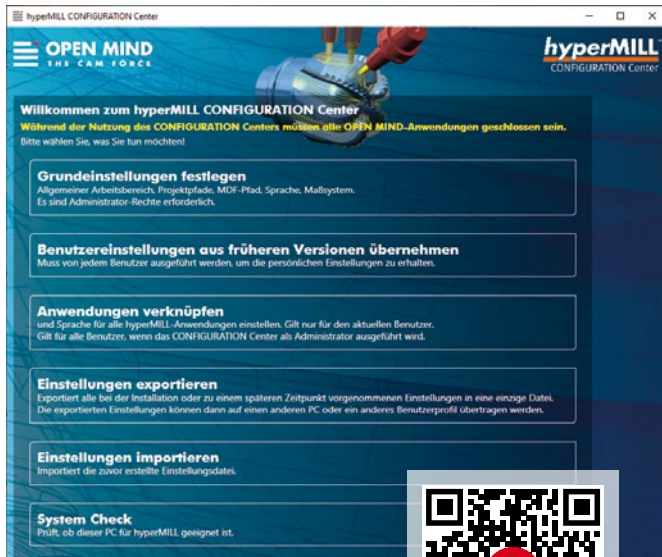 hyperMILL CONFIGURATION Center
OPEN MIND
THE CAM FORCE
hyperMILL
CONFIGURATION Center
Willkommen zum hyperMILL CONFIGURATION Center
Während der Nutzung des CONFIGURATION Centers müssen alle OPEN MIND-Anwendungen geschlossen sein.
Bitte wählen Sie, was Sie tun möchten!
Grundeinstellungen festlegen
Allgemeiner Arbeitsbereich, Projektpfade, MDF-Pfad, Sprache, Maßsystem.
Es sind Administrator-Rechte erforderlich.
Benutzereinstellungen aus früheren Versionen übernehmen
Muss von jedem Benutzer ausgeführt werden, um die persönlichen Einstellungen zu erhalten.
Anwendungen verknüpfen
und Sprache für alle hyperMILL-Anwendungen einstellen. Gilt nur für den aktuellen Benutzer.
Gilt für alle Benutzer, wenn das CONFIGURATION Center als Administrator ausgeführt wird.
Einstellungen exportieren
Exportiert alle bei der Installation oder zu einem späteren Zeitpunkt vorgenommenen Einstellungen in eine einzige Datei.
Die exportierten Einstellungen können dann auf einen anderen PC oder ein anderes Benutzerprofil übertragen werden.
Einstellungen importieren
Importiert die zuvor erstellte Einstellungsdatei.
System Check
Prüft, ob dieser PC für hyperMILL geeignet ist.